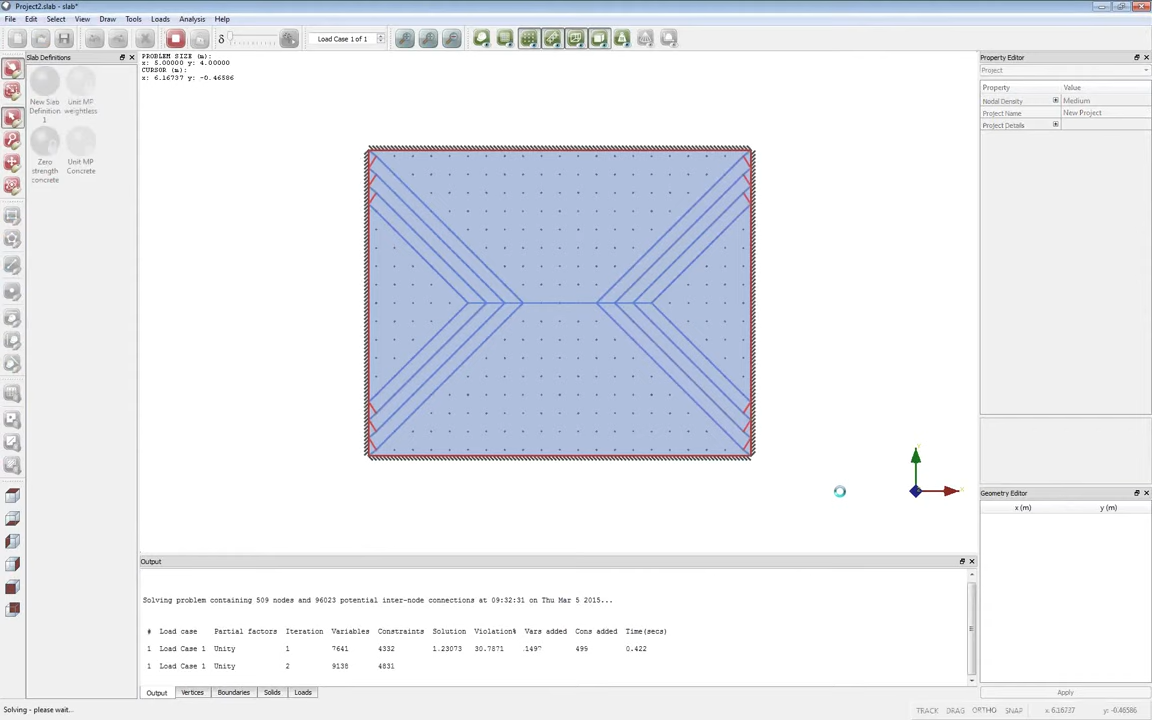 Project2.slab - slab*
File Edit Select View Draw Tools Loads Analysis Help
δ Load Case 1 of 1
Slab Definitions
New Slab Definition 1
Unit MP weightless
Zero strength concrete
Unit MP Concrete
PROBLEM SIZE (m):
x: 5.00000 y: 4.00000
CURSOR (m):
x: 6.16737 y: -0.46586
Property Editor
Project
Property Value
Nodal Density Medium
Project Name New Project
Project Details
Geometry Editor
x (m) y (m)
Apply
Output
Solving problem containing 509 nodes and 96023 potential inter-node connections at 09:32:31 on Thu Mar 5 2015...
# Load case Partial factors Iteration Variables Constraints Solution Violation% Vars added Cons added Time(secs)
1 Load Case 1 Unity 1 7641 4332 1.23073 30.7871 1497 499 0.422
1 Load Case 1 Unity 2 9138 4831
Output Vertices Boundaries Solids Loads
Solving - please wait...
TRACK DRAG ORTHO SNAP x: 6.16737 y: -0.46586